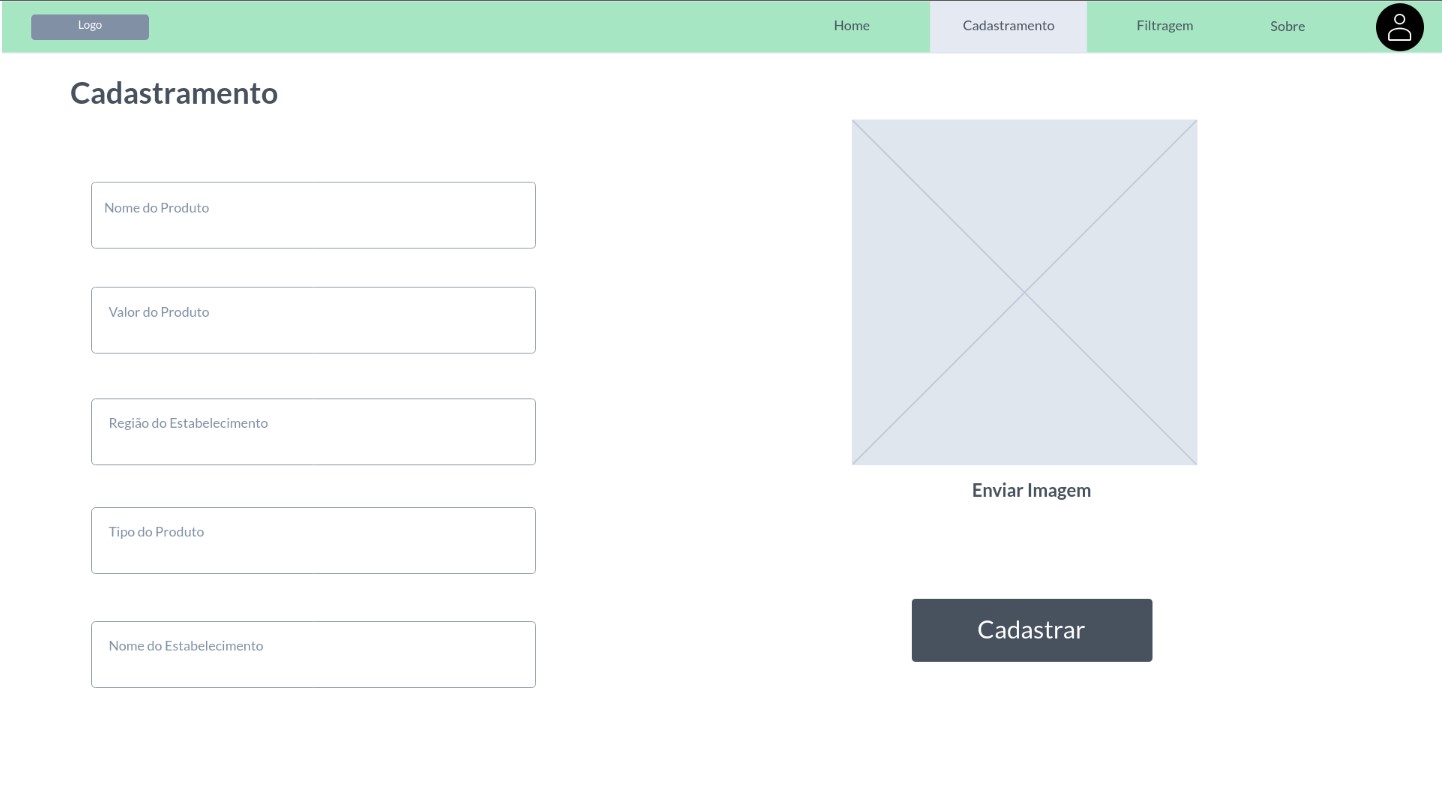 Logo
Home
Cadastramento
Filtragem
Sobre
Cadastramento
Nome do Produto
Valor do Produto
Região do Estabelecimento
Tipo do Produto
Nome do Estabelecimento
Enviar Imagem
Cadastrar